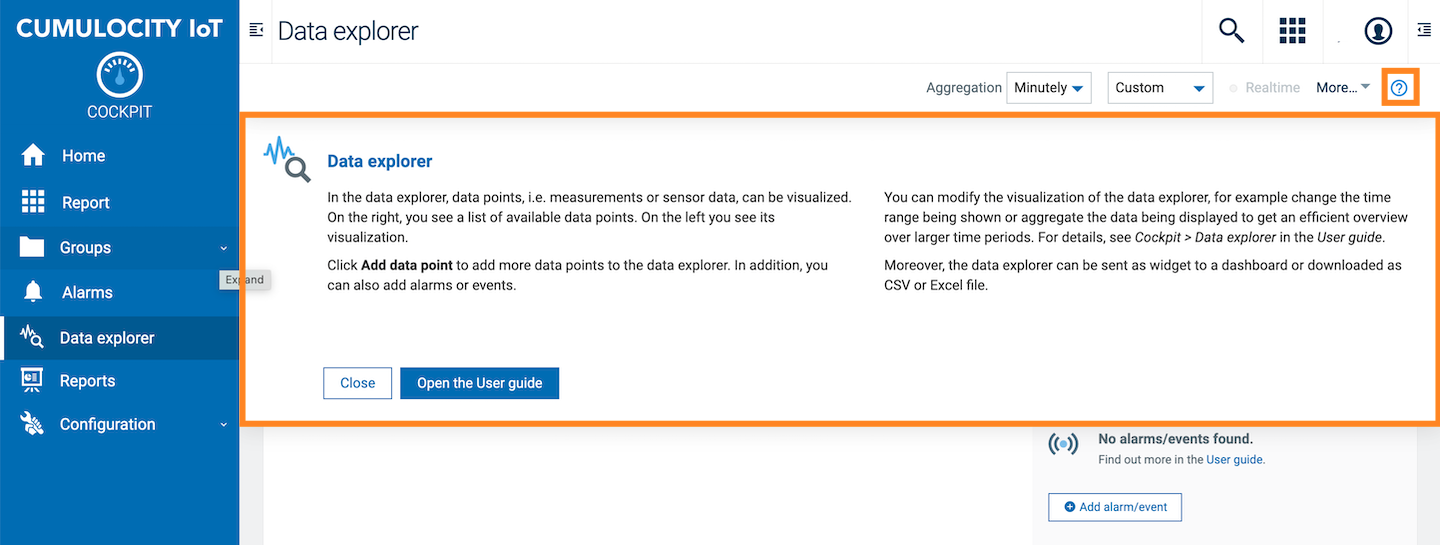 CUMULOCITY IoT
COCKPIT
Home
Report
Groups
Alarms
Expand
Data explorer
Reports
Configuration
Data explorer
Aggregation
Minutely
Custom
Realtime
More...
?
Data explorer
In the data explorer, data points, i.e. measurements or sensor data, can be visualized.
On the right, you see a list of available data points. On the left you see its
visualization.
Click Add data point to add more data points to the data explorer. In addition, you
can also add alarms or events.
You can modify the visualization of the data explorer, for example change the time
range being shown or aggregate the data being displayed to get an efficient overview
over larger time periods. For details, see Cockpit > Data explorer in the User guide.
Moreover, the data explorer can be sent as widget to a dashboard or downloaded as
CSV or Excel file.
Close
Open the User guide
No alarms/events found.
Find out more in the User guide.
Add alarm/event